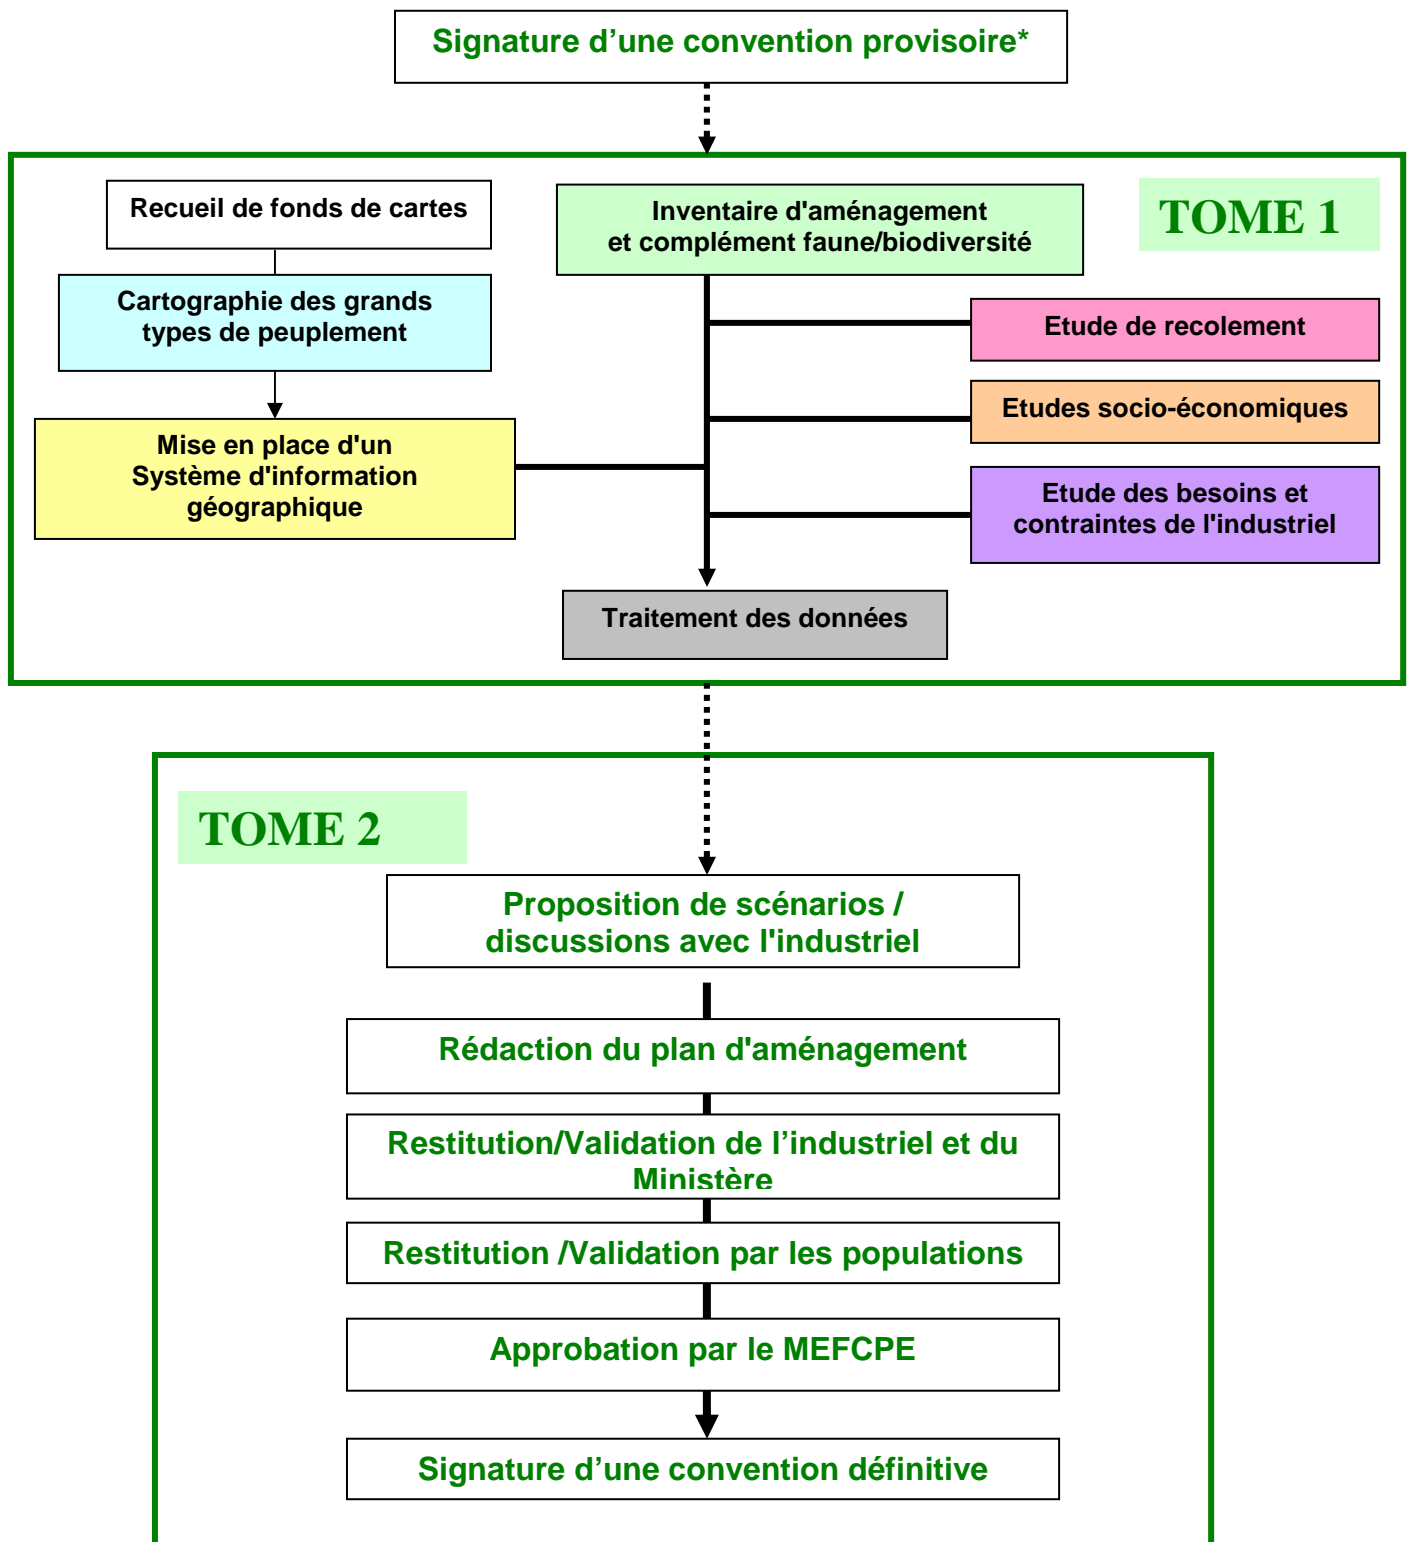 Signature d’une convention provisoire*
TOME 1
Recueil de fonds de cartes
Cartographie des grands
types de peuplement
Mise en place d'un
Système d'information
géographique
Inventaire d'aménagement
et complément faune/biodiversité
Etude de recolement
Etudes socio-économiques
Etude des besoins et
contraintes de l'industriel
Traitement des données
TOME 2
Proposition de scénarios /
discussions avec l'industriel
Rédaction du plan d'aménagement
Restitution/Validation de l’industriel et du
Ministère
Restitution /Validation par les populations
Approbation par le MEFCPE
Signature d’une convention définitive